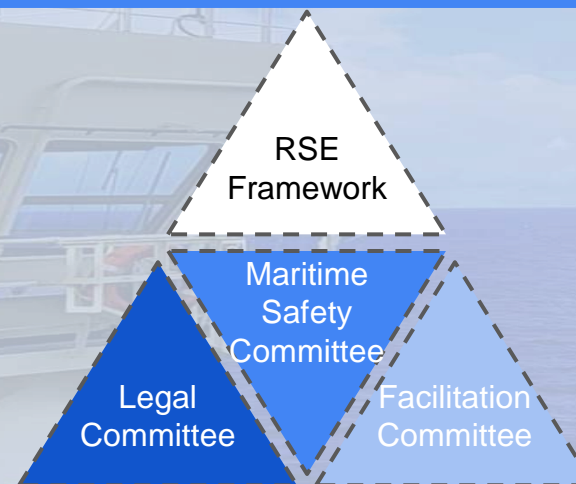 RSE
Framework
Maritime
Safety
Committee
Legal
Committee
Facilitation
Committee